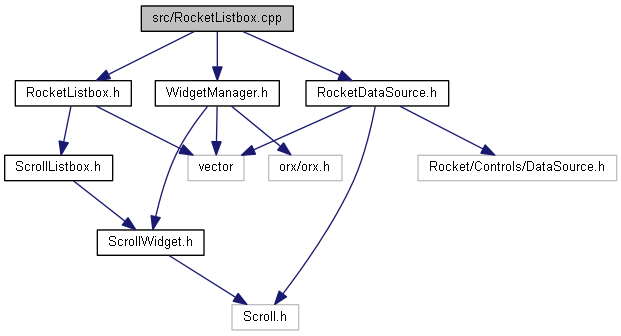 src/RocketListbox.cpp
RocketListbox.h
WidgetManager.h
RocketDataSource.h
ScrollListbox.h
vector
orx/orx.h
Rocket/Controls/DataSource.h
ScrollWidget.h
Scroll.h